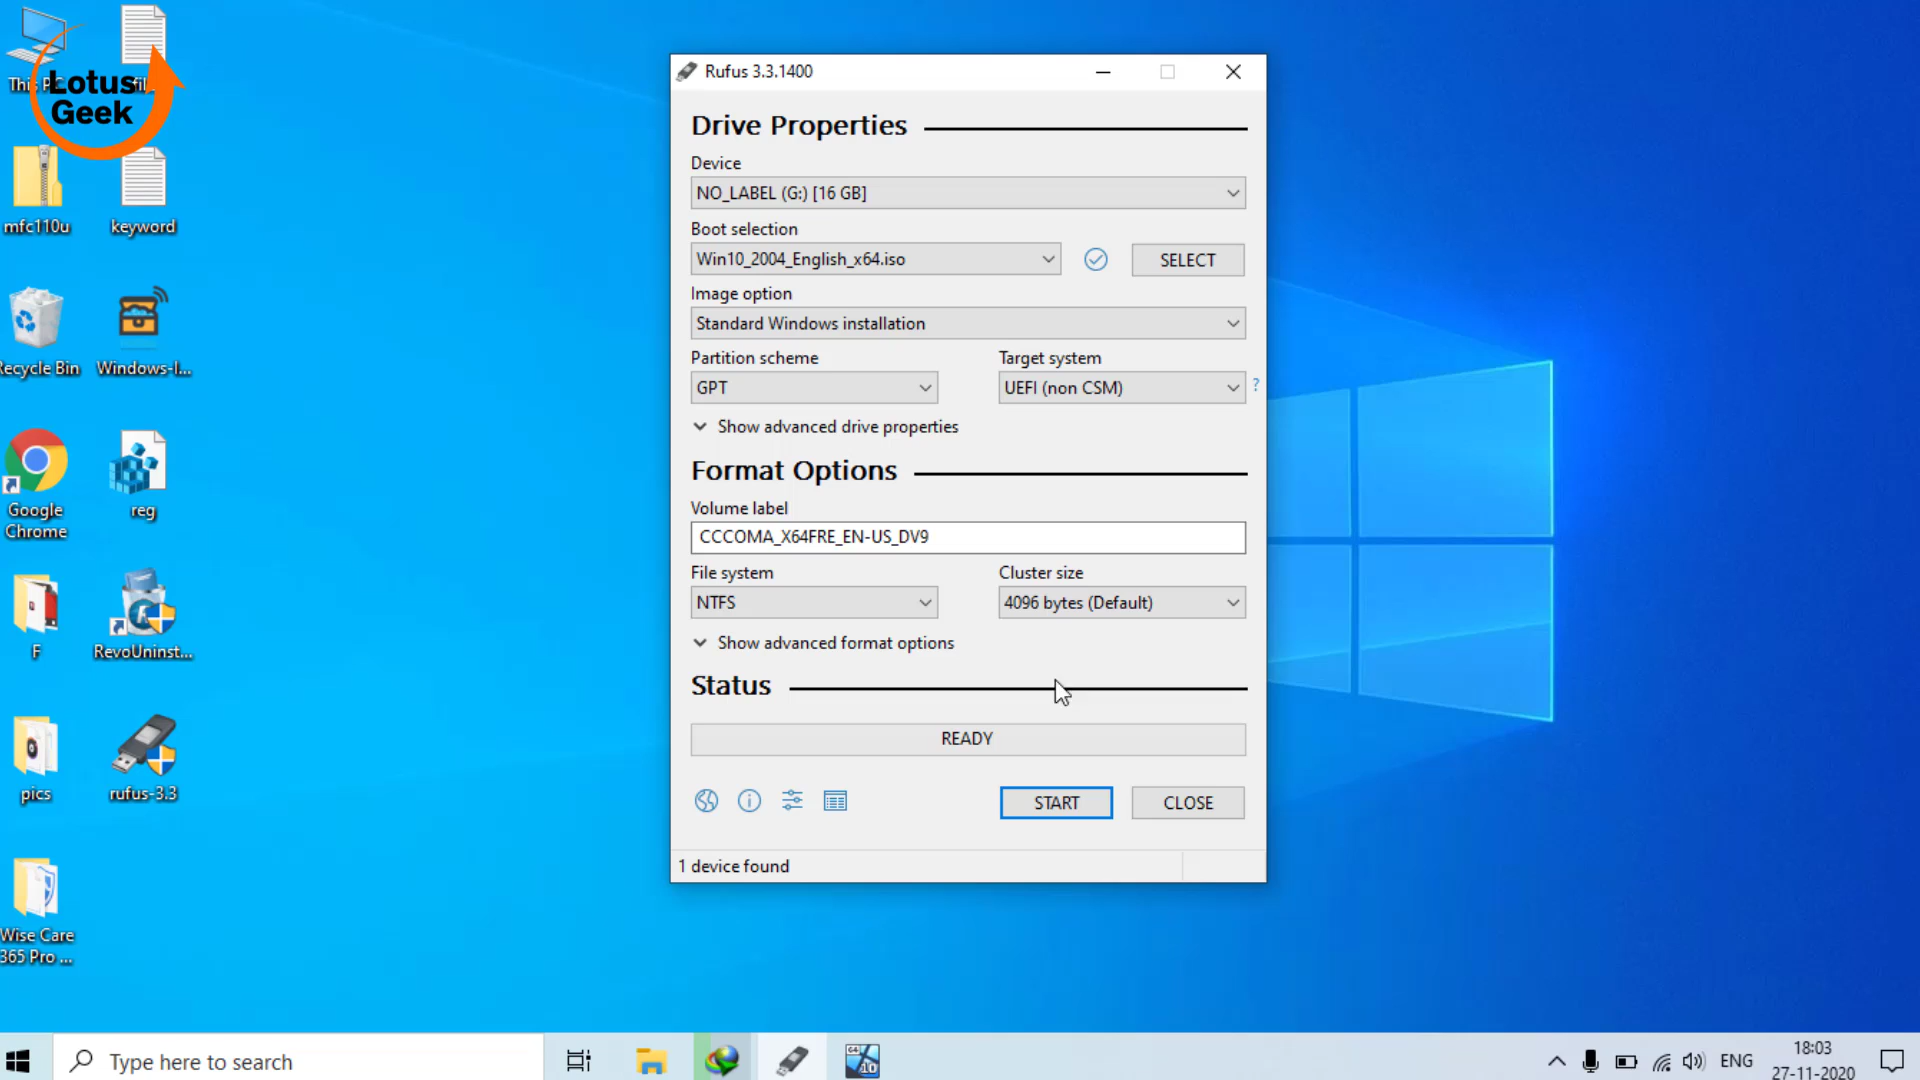 This PC
fil
Lotus
Geek
mfc110u
keyword
Recycle Bin
Windows-I...
Google
Chrome
reg
F
RevoUninst...
pics
rufus-3.3
Wise Care
365 Pro ...
Rufus 3.3.1400
Drive Properties
Device
NO_LABEL (G:) [16 GB]
Boot selection
Win10_2004_English_x64.iso
SELECT
Image option
Standard Windows installation
Partition scheme
Target system
GPT
UEFI (non CSM)
?
Show advanced drive properties
Format Options
Volume label
CCCOMA_X64FRE_EN-US_DV9
File system
Cluster size
NTFS
4096 bytes (Default)
Show advanced format options
Status
READY
START
CLOSE
1 device found
Type here to search
64
10
ENG
18:03
27-11-2020